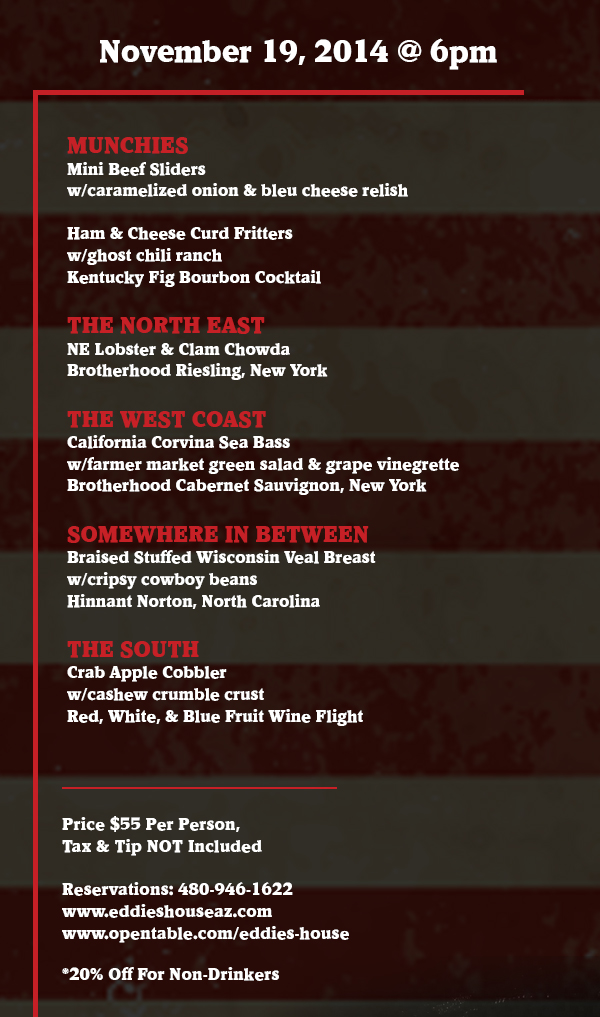 November 19, 2014 @ 6pm
MUNCHIES
Mini Beef Sliders
w/caramelized onion & bleu cheese relish
Ham & Cheese Curd Fritters
w/ghost chili ranch
Kentucky Fig Bourbon Cocktail
THE NORTH EAST
NE Lobster & Clam Chowda
Brotherhood Riesling, New York
THE WEST COAST
California Corvina Sea Bass
w/farmer market green salad & grape vinegrette
Brotherhood Cabernet Sauvignon, New York
SOMEWHERE IN BETWEEN
Braised Stuffed Wisconsin Veal Breast
w/cripsy cowboy beans
Hinnant Norton, North Carolina
THE SOUTH
Crab Apple Cobbler
w/cashew crumble crust
Red, White, & Blue Fruit Wine Flight
Price $55 Per Person,
Tax & Tip NOT Included
Reservations: 480-946-1622
www.eddieshouseaz.com
www.opentable.com/eddies-house
*20% Off For Non-Drinkers